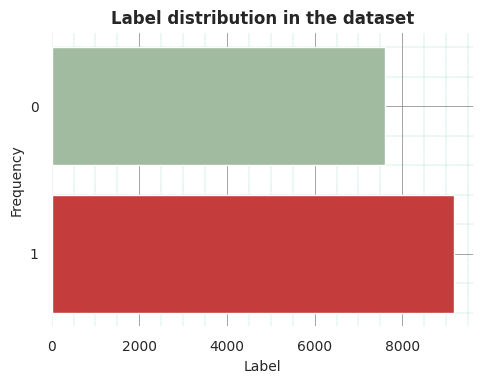 Label distribution in the dataset
0
Frequency
1
0 2000 4000 6000 8000
Label